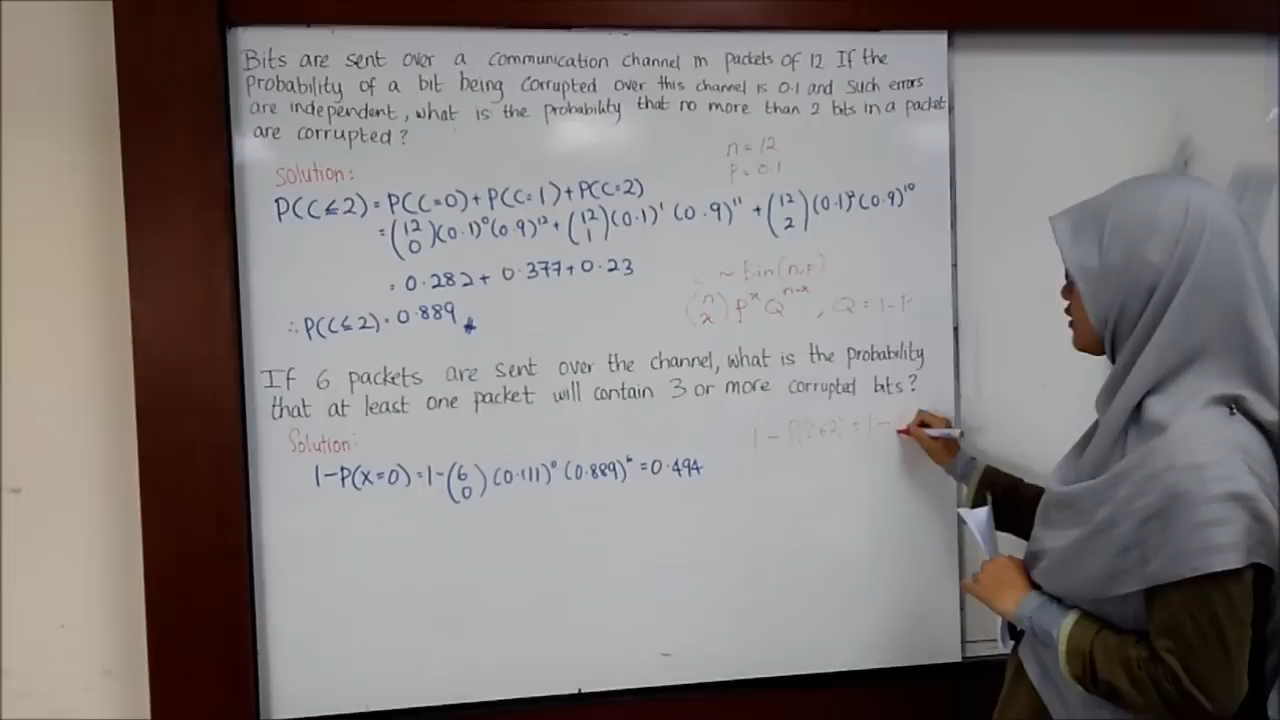 Bits are sent over a communication channel in packets of 12 If the
Probability of a bit being corrupted over this channel is 0.1 and such errors
are independent, what is the probability that no more than 2 bits in a packet
are corrupted?
n = 12
P = 0.1
Solution:
P(C≤2) = P(C=0) + P(C=1) + P(C=2)
= (12 0)(0.1)⁰(0.9)¹² + (12 1)(0.1)¹(0.9)¹¹ + (12 2)(0.1)²(0.9)¹⁰
= 0.282 + 0.377 + 0.23
~ Bin(n,p)
(n x) p^x Q^n-x, Q = 1-P
∴ P(C≤2) = 0.889
If 6 packets are sent over the channel, what is the probability
that at least one packet will contain 3 or more corrupted bits?
1 - P(C≤2) = 1 -
Solution:
1-P(x=0) = 1-(6 0)(0.111)⁰(0.889)⁶ = 0.494